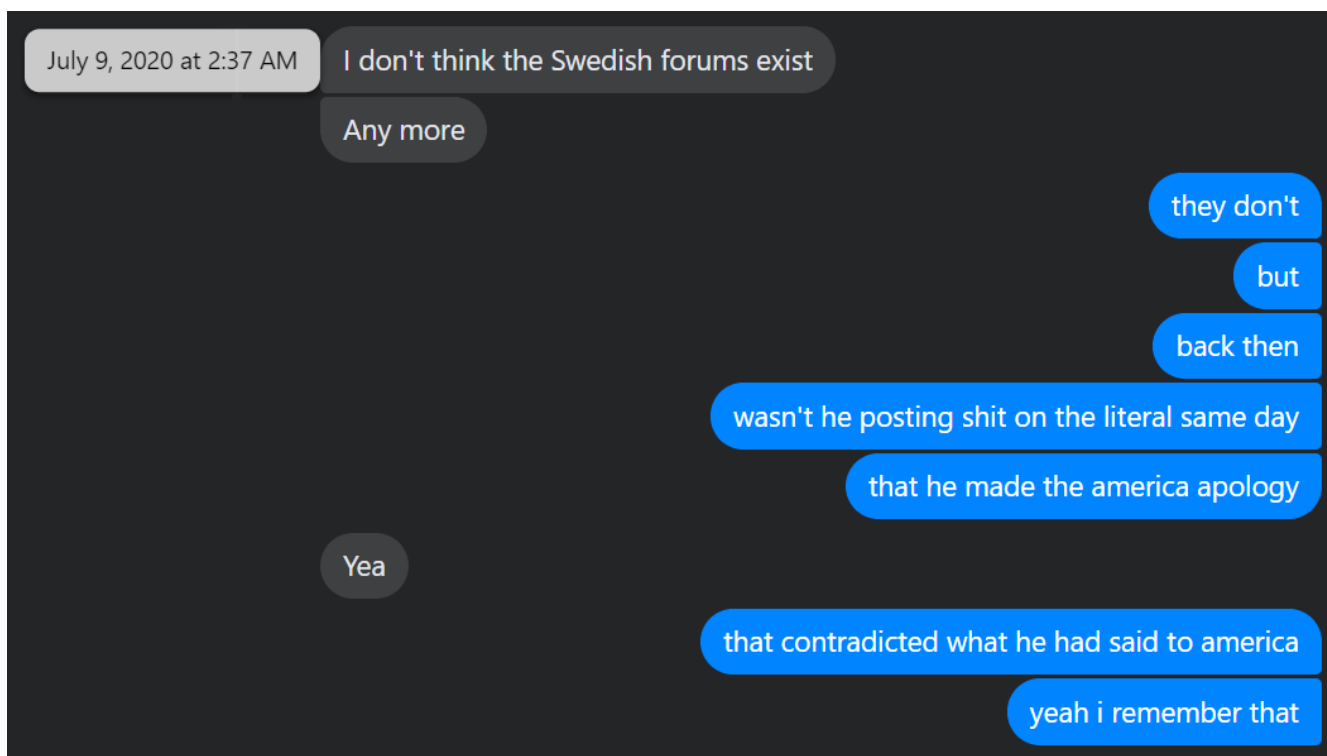 July 9, 2020 at 2:37 AM
I don't think the Swedish forums exist
Any more
they don't
but
back then
wasn't he posting shit on the literal same day
that he made the america apology
Yea
that contradicted what he had said to america
yeah i remember that